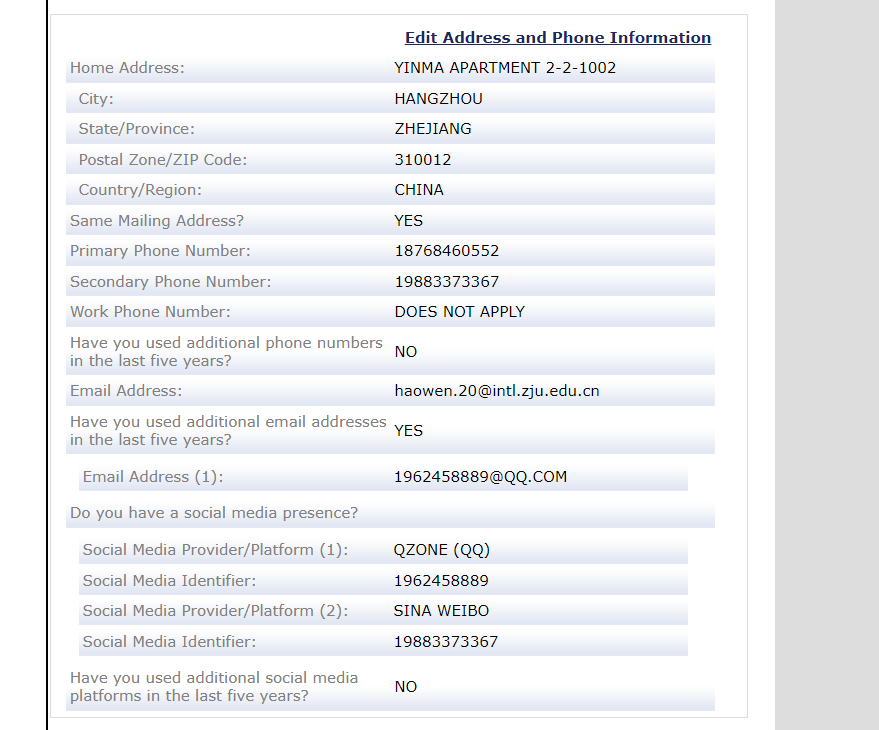 Edit Address and Phone Information
Home Address: YINMA APARTMENT 2-2-1002
City: HANGZHOU
State/Province: ZHEJIANG
Postal Zone/ZIP Code: 310012
Country/Region: CHINA
Same Mailing Address? YES
Primary Phone Number: 18768460552
Secondary Phone Number: 19883373367
Work Phone Number: DOES NOT APPLY
Have you used additional phone numbers
in the last five years? NO
Email Address: haowen.20@intl.zju.edu.cn
Have you used additional email addresses
in the last five years? YES
Email Address (1): 1962458889@QQ.COM
Do you have a social media presence?
Social Media Provider/Platform (1): QZONE (QQ)
Social Media Identifier: 1962458889
Social Media Provider/Platform (2): SINA WEIBO
Social Media Identifier: 19883373367
Have you used additional social media
platforms in the last five years? NO